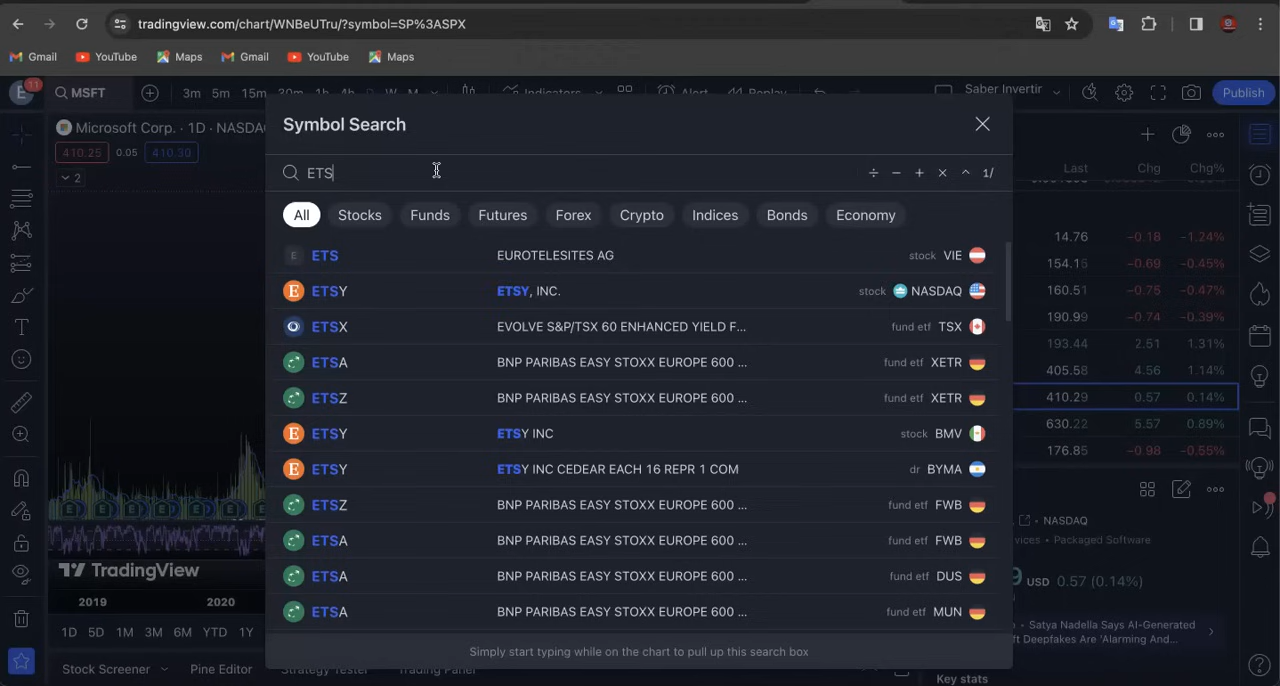 tradingview.com/chart/WNBeUTru/?symbol=SP%3ASPX
Gmail YouTube Maps Gmail YouTube Maps
E 11 MSFT 3m 5m 15m 30m 1h 4h D W M Indicators Alert Replay Saber Invertir Publish
Microsoft Corp. · 1D · NASDAQ
410.25 0.05 410.30
2
Symbol Search
ETS
1/
All Stocks Funds Futures Forex Crypto Indices Bonds Economy
E ETS EUROTELESITES AG stock VIE
E ETSY ETSY, INC. stock NASDAQ
ETSX EVOLVE S&P/TSX 60 ENHANCED YIELD F... fund etf TSX
ETSA BNP PARIBAS EASY STOXX EUROPE 600 ... fund etf XETR
ETSZ BNP PARIBAS EASY STOXX EUROPE 600 ... fund etf XETR
E ETSY ETSY INC stock BMV
E ETSY ETSY INC CEDEAR EACH 16 REPR 1 COM dr BYMA
ETSZ BNP PARIBAS EASY STOXX EUROPE 600 ... fund etf FWB
ETSA BNP PARIBAS EASY STOXX EUROPE 600 ... fund etf FWB
ETSA BNP PARIBAS EASY STOXX EUROPE 600 ... fund etf DUS
ETSA BNP PARIBAS EASY STOXX EUROPE 600 ... fund etf MUN
Simply start typing while on the chart to pull up this search box
Last Chg Chg%
14.76 −0.18 −1.24%
154.15 −0.69 −0.45%
160.51 −0.75 −0.47%
190.99 −0.74 −0.39%
193.44 2.51 1.31%
405.58 4.56 1.14%
410.29 0.57 0.14%
630.22 5.57 0.89%
176.85 −0.98 −0.55%
NASDAQ
Packaged Software
9 USD 0.57 (0.14%)
Satya Nadella Says AI-Generated
Deepfakes Are 'Alarming And...
Key stats
TradingView
2019 2020
1D 5D 1M 3M 6M YTD 1Y
Stock Screener Pine Editor Strategy Tester Trading Panel